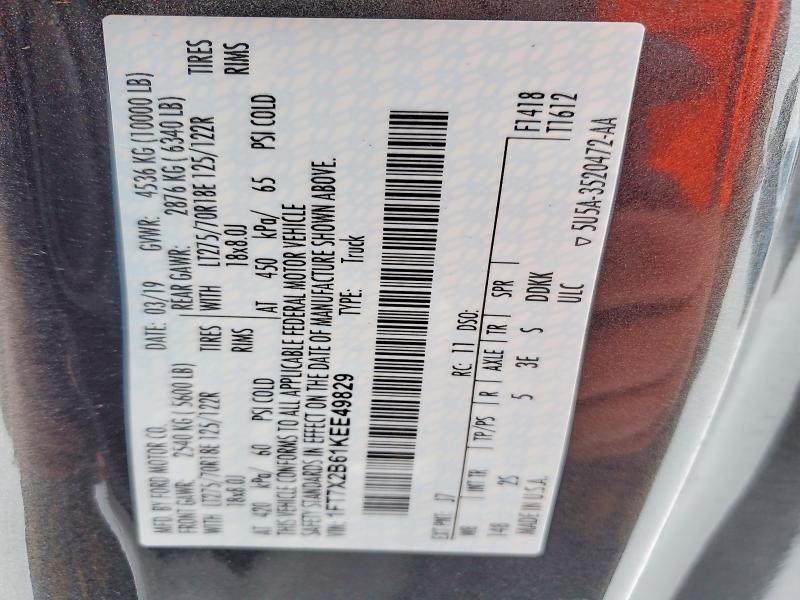 MFD BY FORD MOTOR CO.
DATE: 03/19 GVWR: 4536 KG (10000 LB)
FRONT GAWR: 2540 KG (5600 LB) REAR GAWR: 2876 KG (6340 LB)
WITH LT275/70R18E 125/122R TIRES WITH LT275/70R18E 125/122R TIRES
18x8.0J RIMS 18x8.0J RIMS
AT 420 kPa/ 60 PSI COLD AT 450 kPa/ 65 PSI COLD
THIS VEHICLE CONFORMS TO ALL APPLICABLE FEDERAL MOTOR VEHICLE
SAFETY STANDARDS IN EFFECT ON THE DATE OF MANUFACTURE SHOWN ABOVE.
VIN: 1FT7X2B61KEE49829 TYPE: Truck
EXT PNT: RC: 11 DSO: F1418
WB INT TR TP/PS R AXLE TR SPR T1612
148 2S 5 3E S DDKK
MADE IN U.S.A. ULC ▽5U5A-3520472-AA